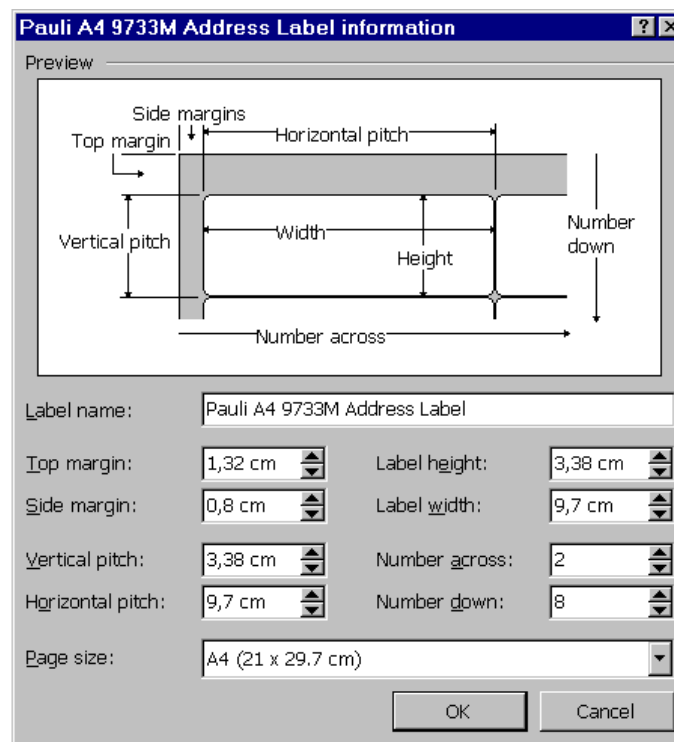 Pauli A4 9733M Address Label information
Preview
Side margins
Top margin
Horizontal pitch
Vertical pitch
Width
Height
Number
down
Number across
Label name: Pauli A4 9733M Address Label
Top margin: 1,32 cm Label height: 3,38 cm
Side margin: 0,8 cm Label width: 9,7 cm
Vertical pitch: 3,38 cm Number across: 2
Horizontal pitch: 9,7 cm Number down: 8
Page size: A4 (21 x 29.7 cm)
OK Cancel